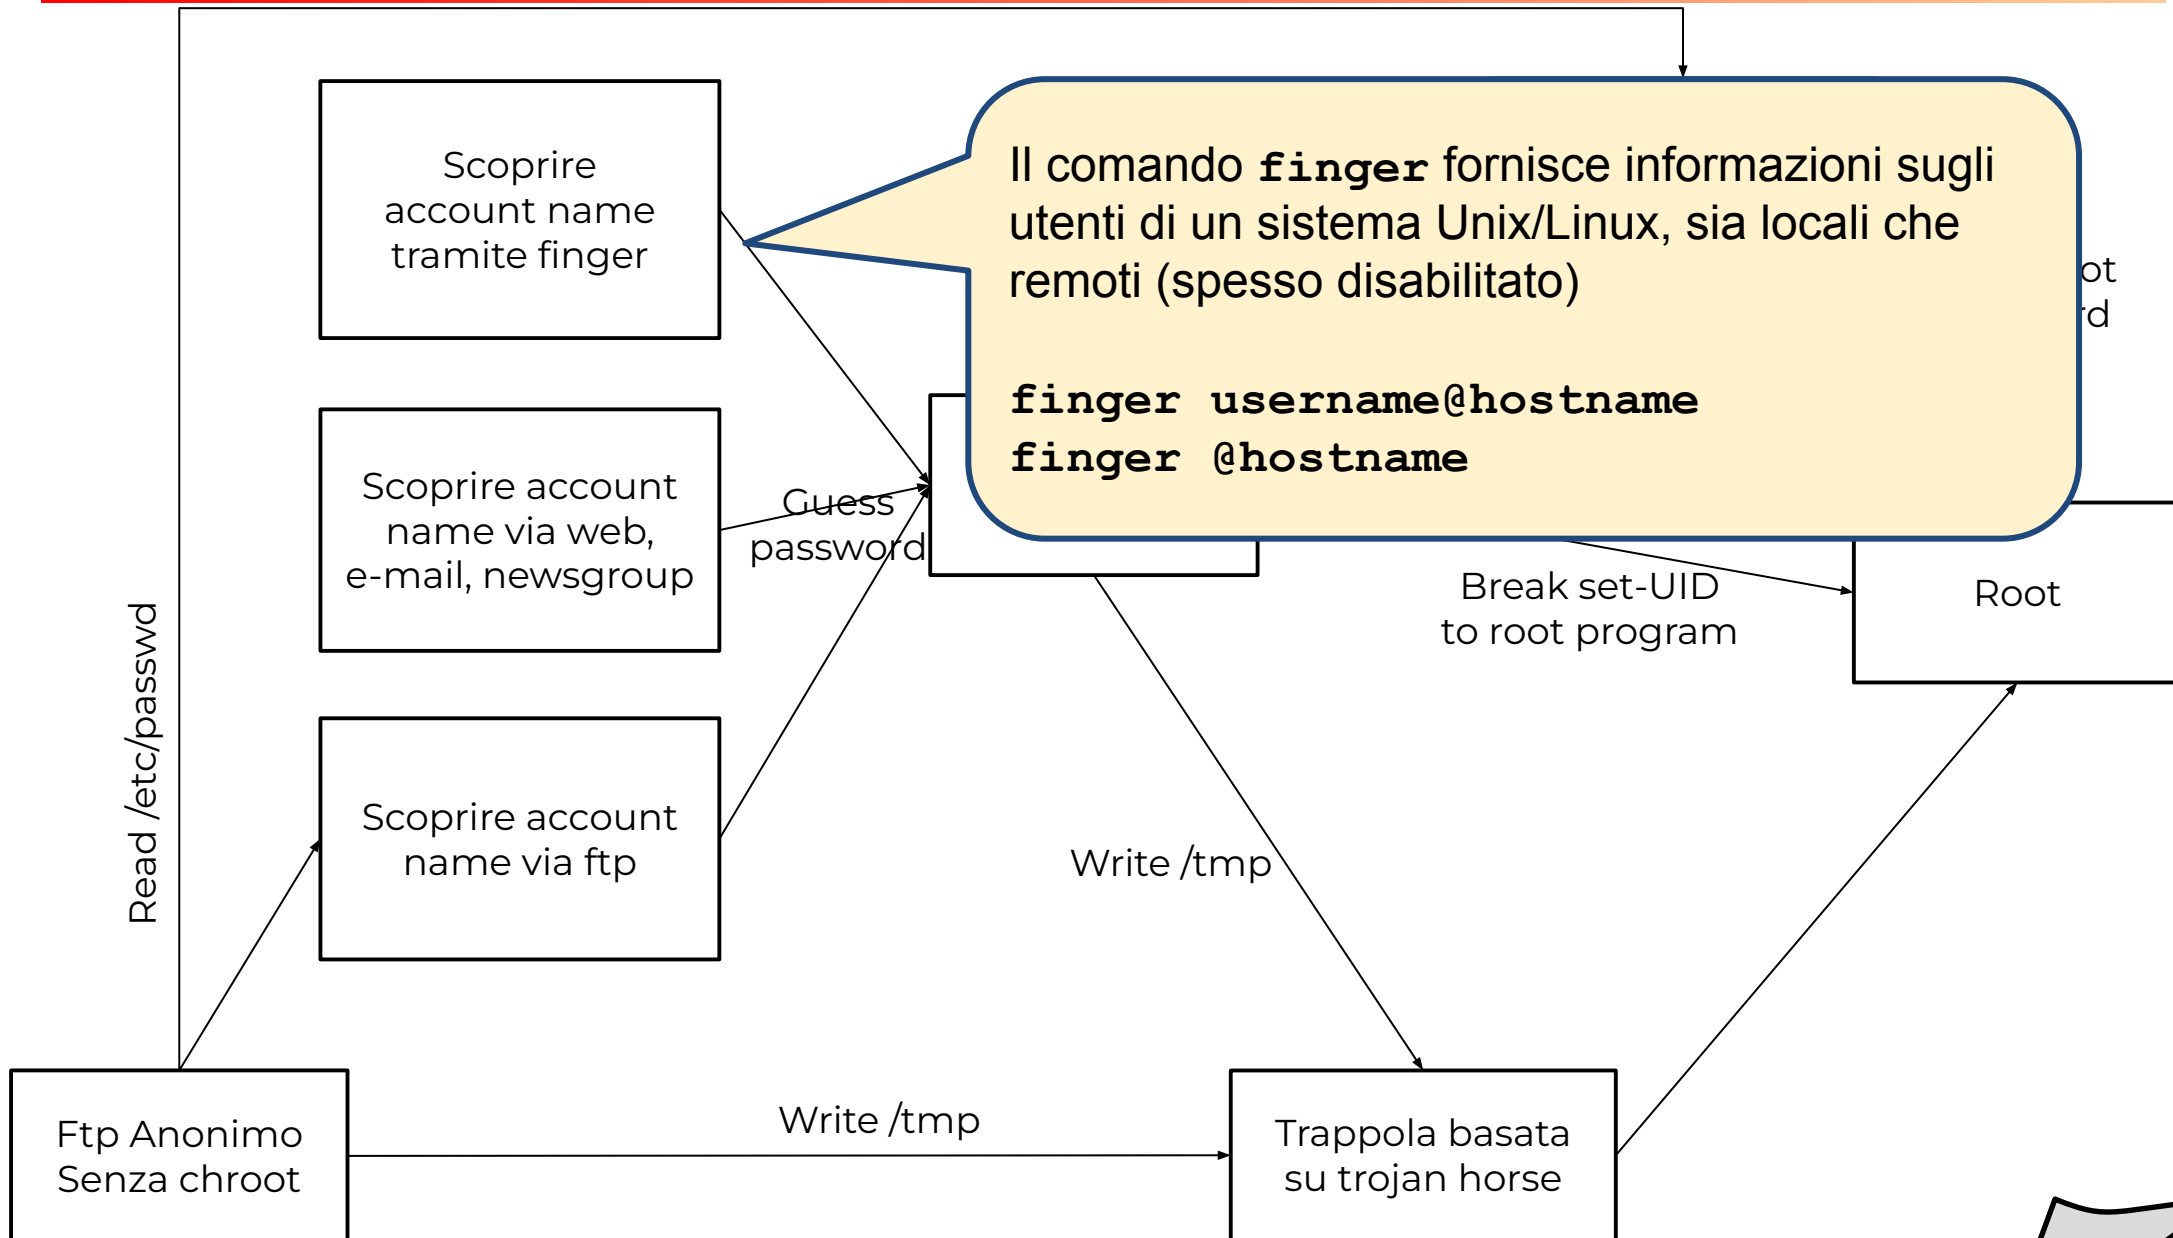 Scoprire
account name
tramite finger
Il comando finger fornisce informazioni sugli
utenti di un sistema Unix/Linux, sia locali che
remoti (spesso disabilitato)
finger username@hostname
finger @hostname
Scoprire account
name via web,
e-mail, newsgroup
Guess
password
Break set-UID
to root program
Root
Read /etc/passwd
Scoprire account
name via ftp
Write /tmp
Ftp Anonimo
Senza chroot
Write /tmp
Trappola basata
su trojan horse